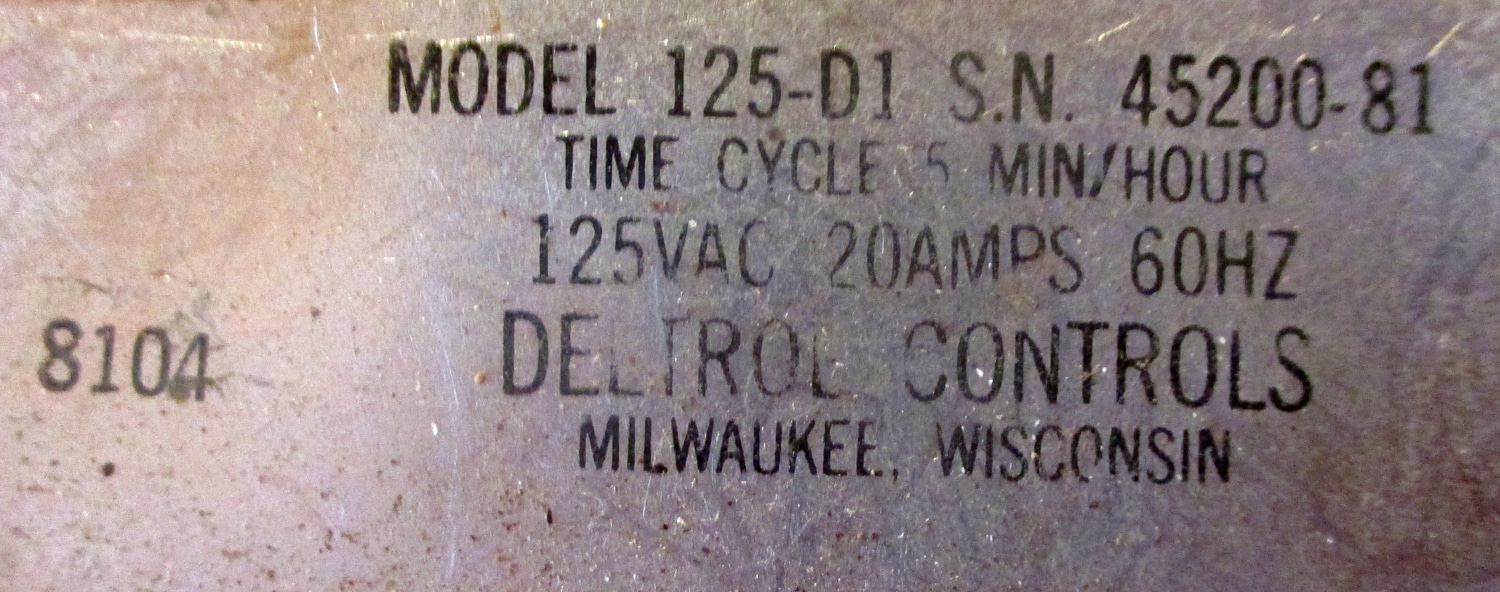 MODEL 125-D1 S.N. 45200-81
TIME CYCLE 5 MIN/HOUR
125VAC 20AMPS 60HZ
8104 DELTROL CONTROLS
MILWAUKEE, WISCONSIN